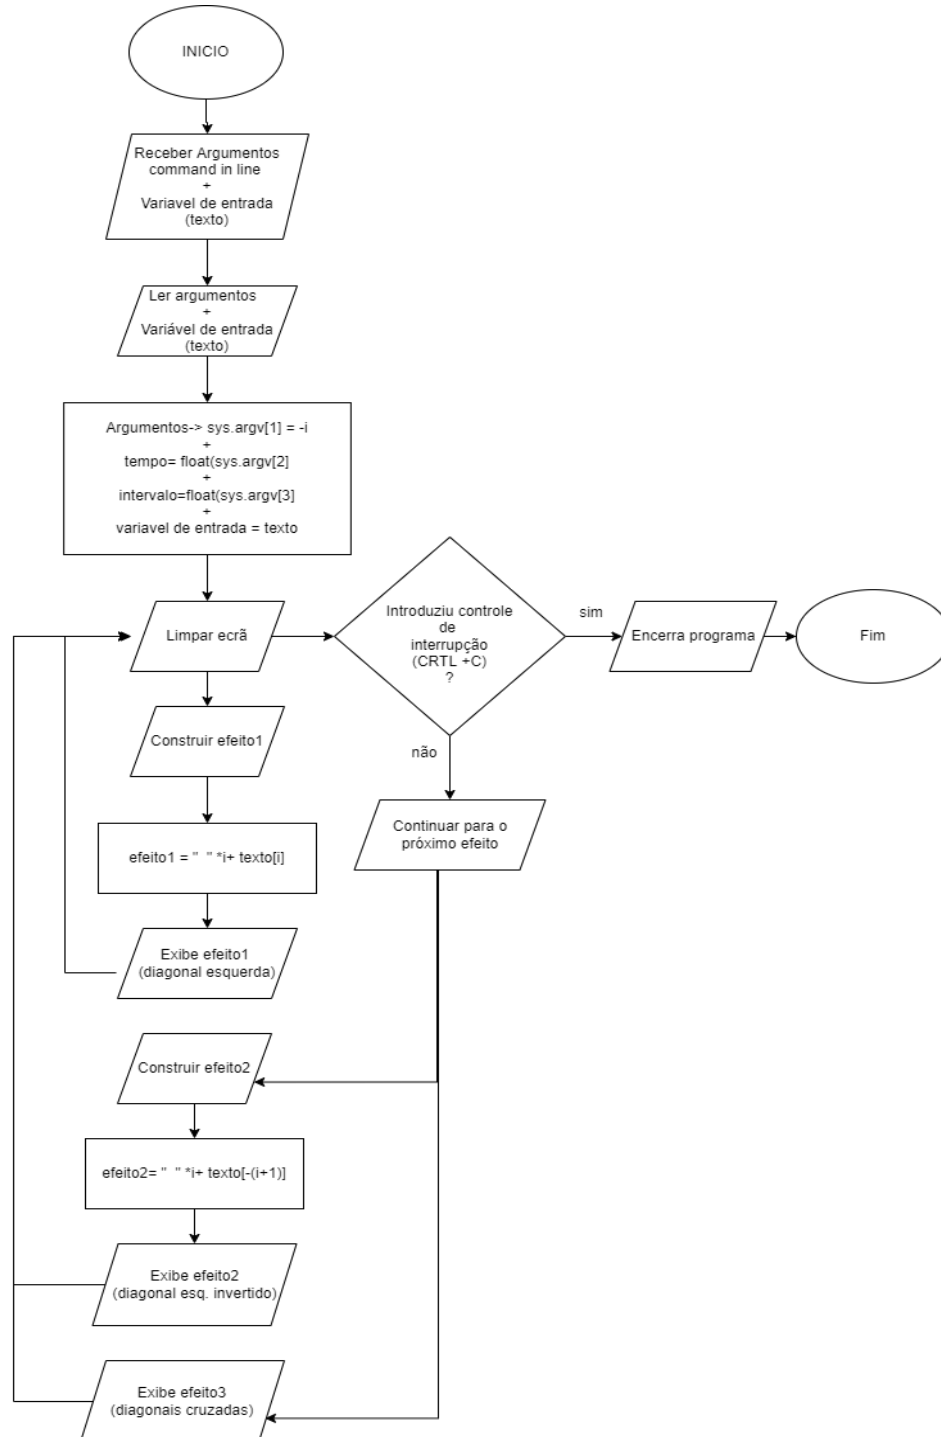 INICIO
Receber Argumentos
command in line
+
Variavel de entrada
(texto)
Ler argumentos
+
Variável de entrada
(texto)
Argumentos-> sys.argv[1] = -i
+
tempo= float(sys.argv[2]
+
intervalo=float(sys.argv[3]
+
variavel de entrada = texto
Limpar ecrã
Introduziu controle
de
interrupção
(CRTL +C)
?
sim
Encerra programa
Fim
não
Continuar para o
próximo efeito
Construir efeito1
efeito1 = "  " *i+ texto[i]
Exibe efeito1
(diagonal esquerda)
Construir efeito2
efeito2= "  " *i+ texto[-(i+1)]
Exibe efeito2
(diagonal esq. invertido)
Exibe efeito3
(diagonais cruzadas)